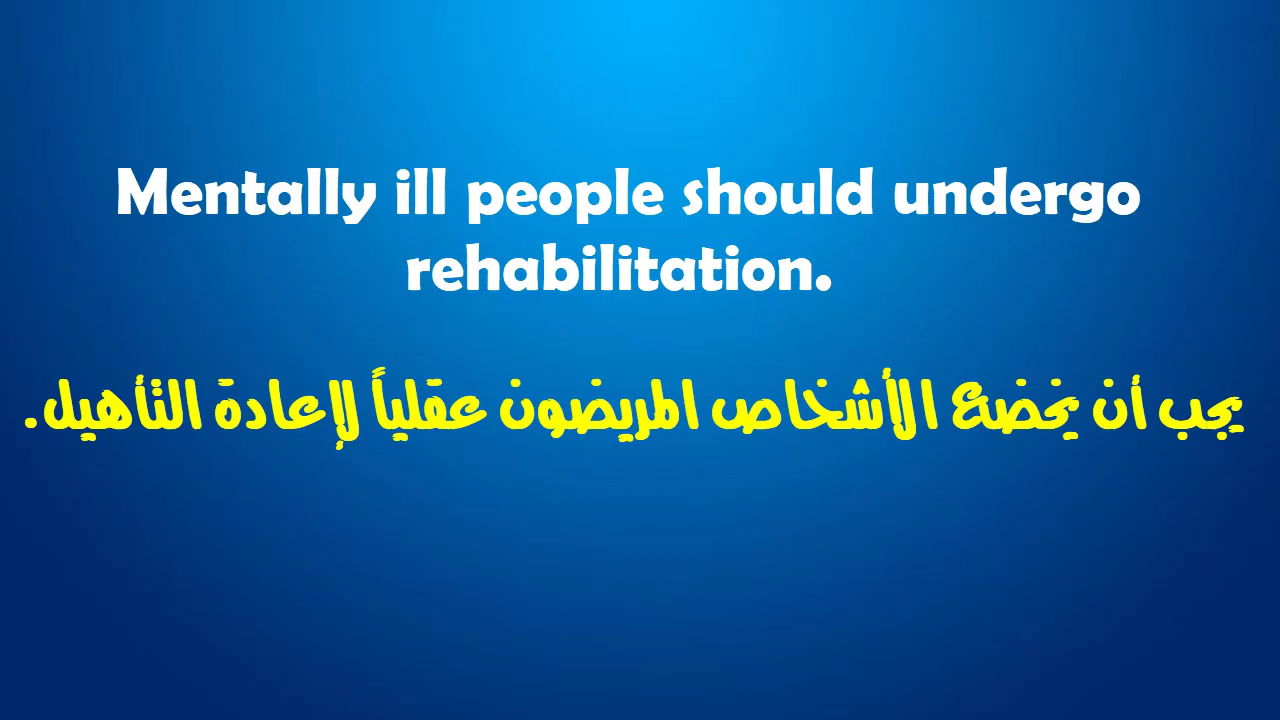 Mentally ill people should undergo
rehabilitation.
يجب أن يخضع الأشخاص المريضون عقلياً لإعادة التأهيل.